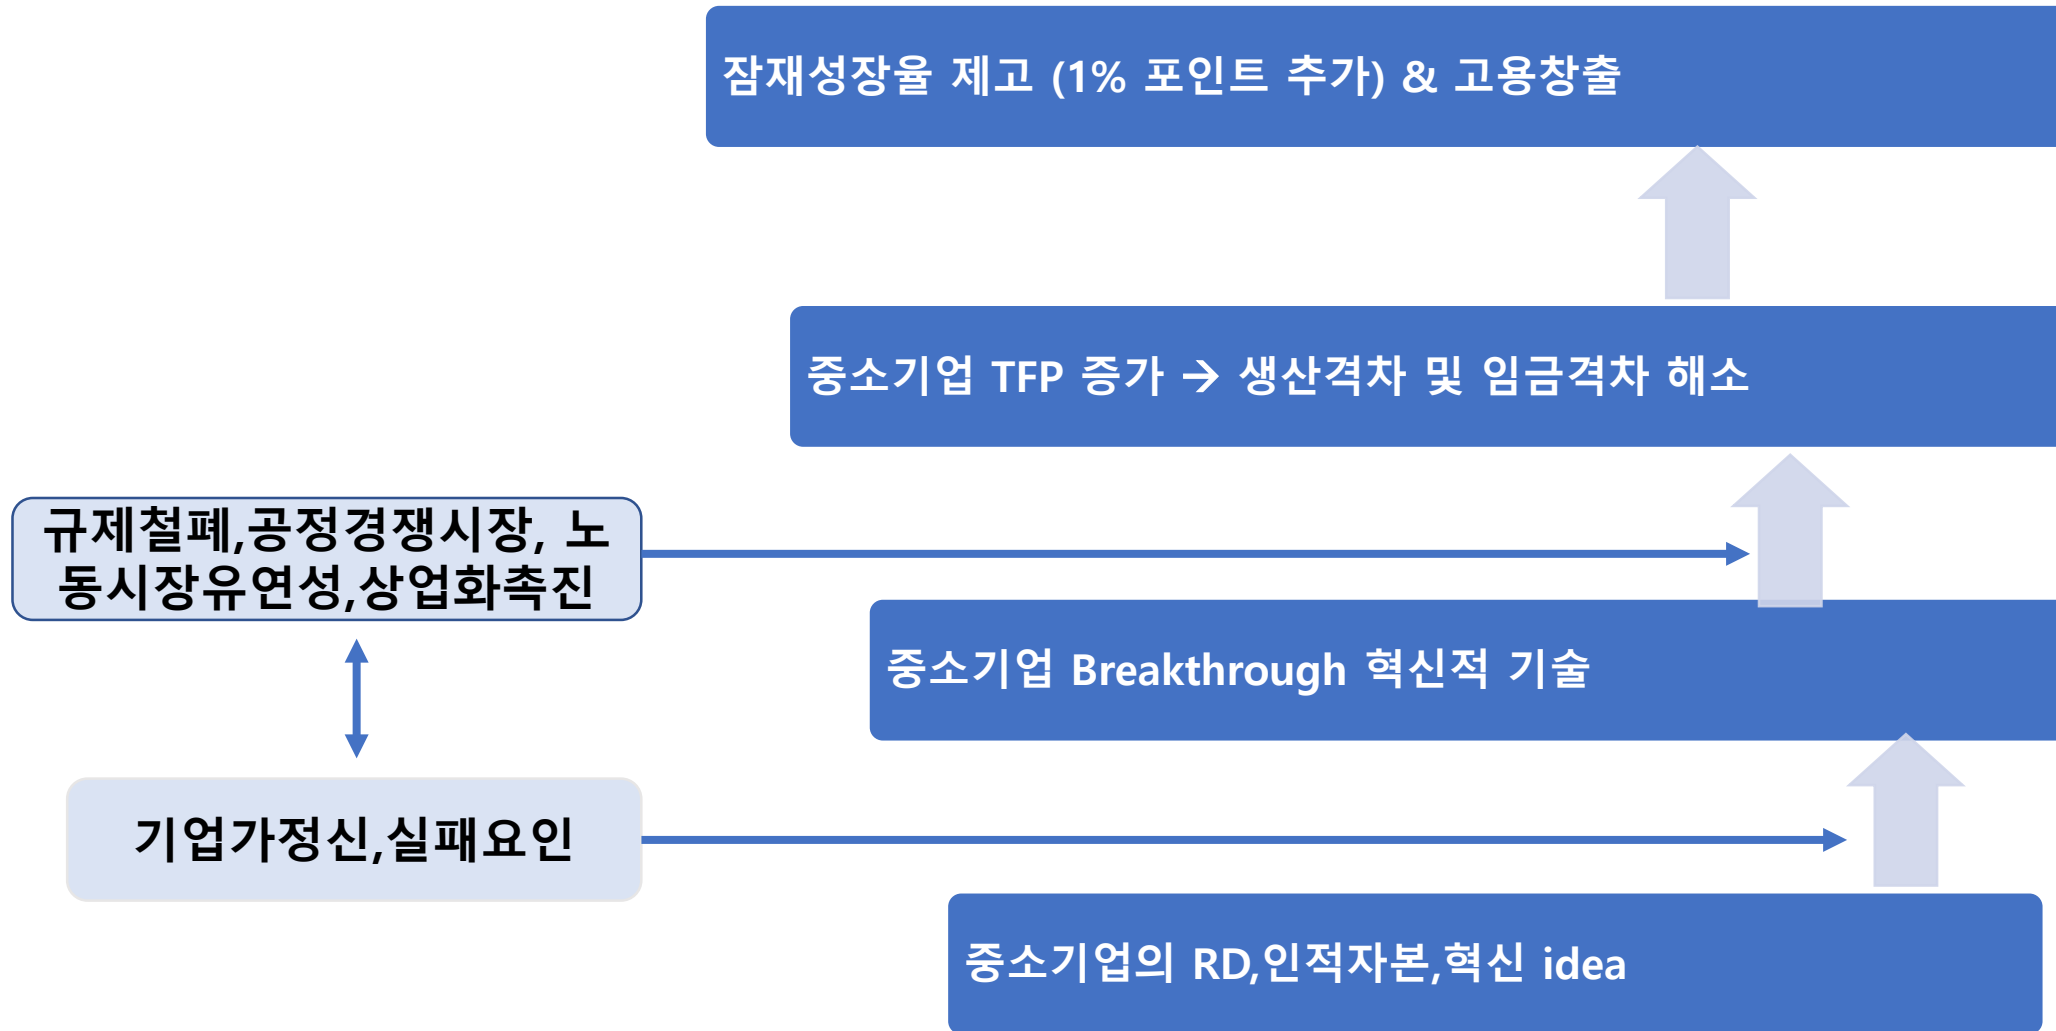 잠재성장율 제고 (1% 포인트 추가) & 고용창출
중소기업 TFP 증가 → 생산격차 및 임금격차 해소
규제철폐,공정경쟁시장, 노
동시장유연성,상업화촉진
중소기업 Breakthrough 혁신적 기술
기업가정신,실패요인
중소기업의 RD,인적자본,혁신 idea